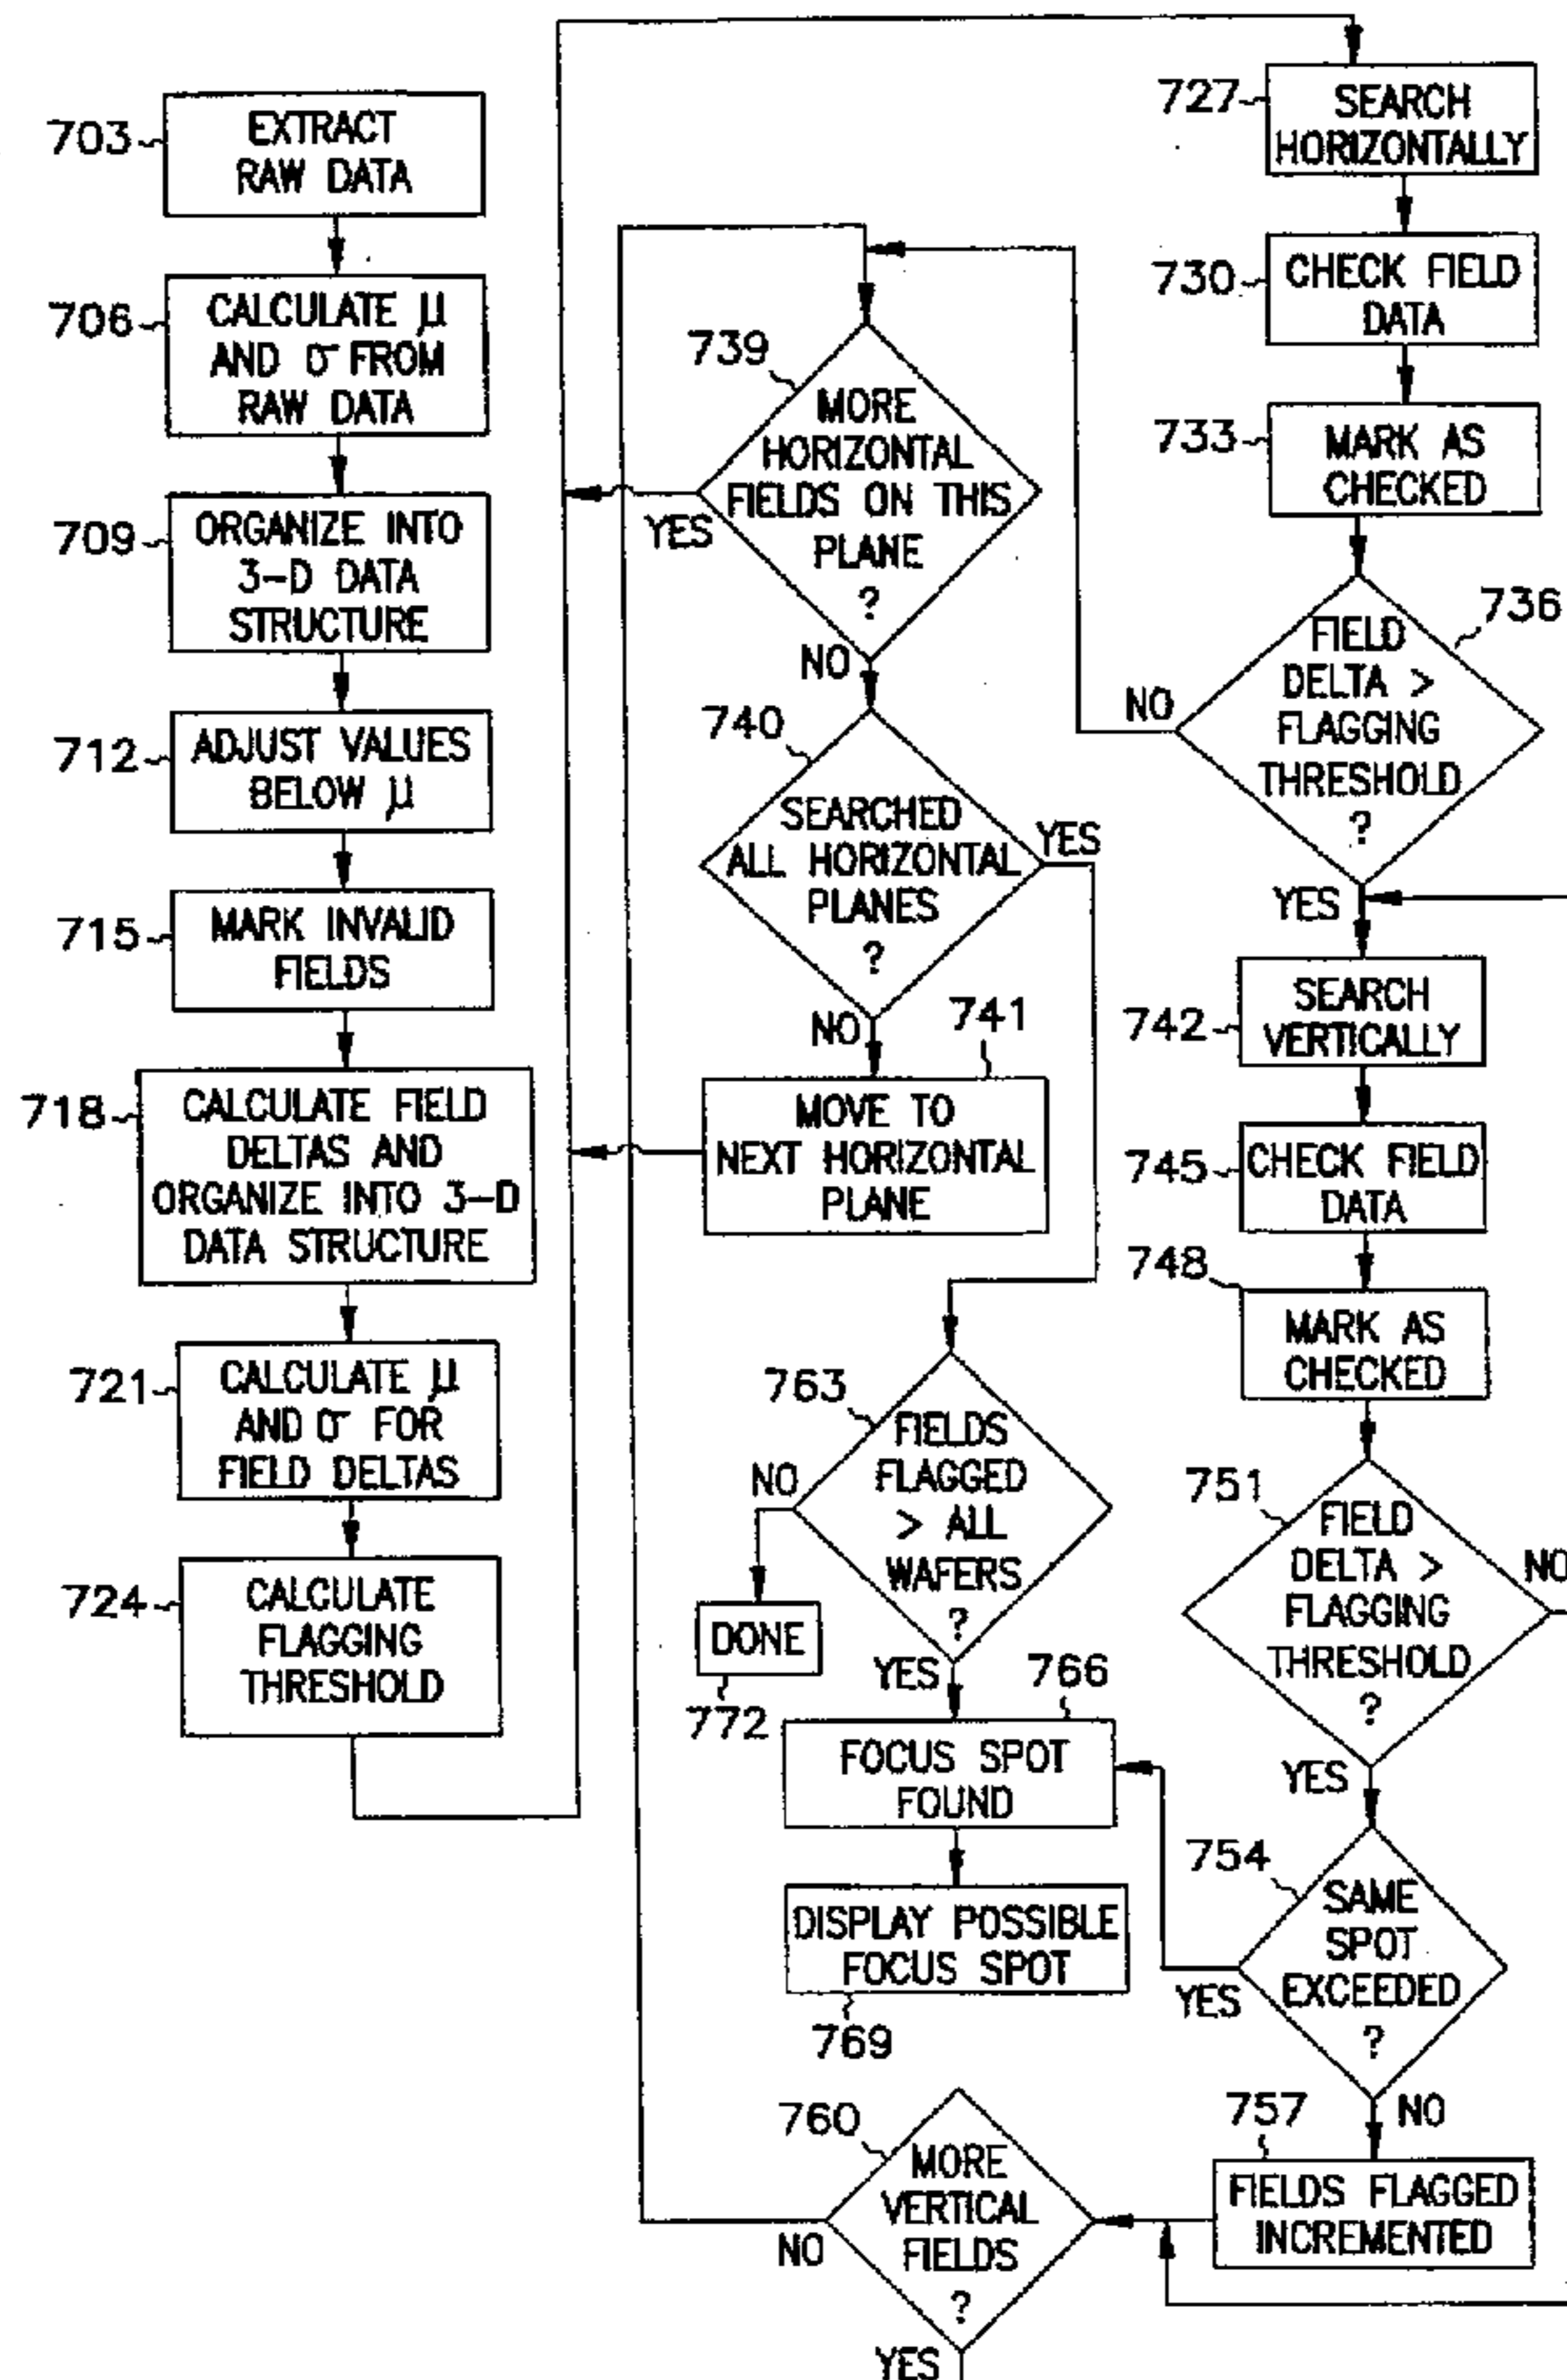 703
EXTRACT
RAW DATA
706
CALCULATE μ
AND σ FROM
RAW DATA
709
ORGANIZE INTO
3-D DATA
STRUCTURE
712
ADJUST VALUES
BELOW μ
715
MARK INVALID
FIELDS
718
CALCULATE FIELD
DELTAS AND
ORGANIZE INTO 3-D
DATA STRUCTURE
721
CALCULATE μ
AND σ FOR
FIELD DELTAS
724
CALCULATE
FLAGGING
THRESHOLD
727
SEARCH
HORIZONTALLY
730
CHECK FIELD
DATA
733
MARK AS
CHECKED
736
FIELD
DELTA >
FLAGGING
THRESHOLD
?
NO
YES
739
MORE
HORIZONTAL
FIELDS ON THIS
PLANE
?
YES
NO
740
SEARCHED
ALL HORIZONTAL
PLANES
?
YES
NO
741
MOVE TO
NEXT HORIZONTAL
PLANE
742
SEARCH
VERTICALLY
745
CHECK FIELD
DATA
748
MARK AS
CHECKED
751
FIELD
DELTA >
FLAGGING
THRESHOLD
?
NO
YES
754
SAME
SPOT
EXCEEDED
?
YES
NO
757
FIELDS FLAGGED
INCREMENTED
760
MORE
VERTICAL
FIELDS
?
NO
YES
763
FIELDS
FLAGGED
> ALL
WAFERS
?
NO
YES
DONE
772
766
FOCUS SPOT
FOUND
DISPLAY POSSIBLE
FOCUS SPOT
769